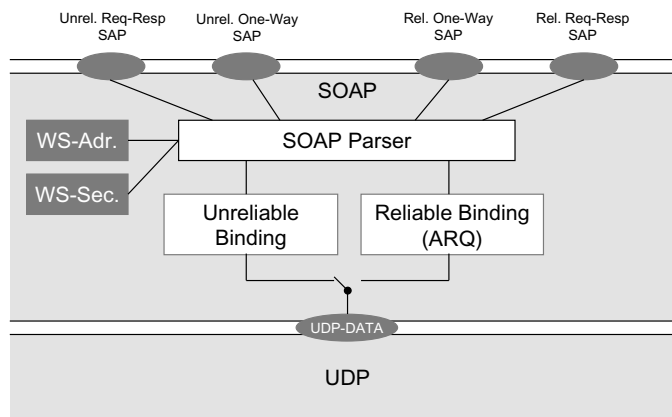 Unrel. Req-Resp
SAP
Unrel. One-Way
SAP
Rel. One-Way
SAP
Rel. Req-Resp
SAP
SOAP
WS-Adr.
SOAP Parser
WS-Sec.
Unreliable
Binding
Reliable Binding
(ARQ)
UDP-DATA
UDP